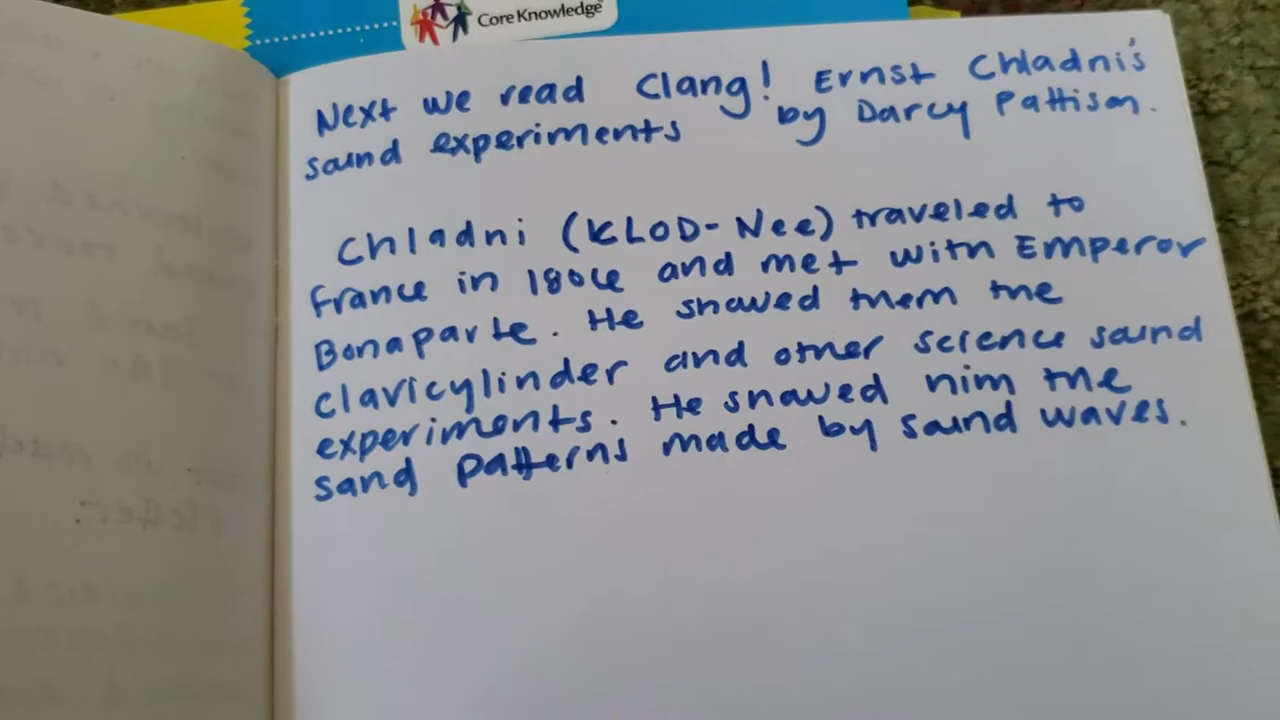 Core Knowledge®
Next we read Clang! Ernst Chladni's
sound experiments by Darcy Pattison.
Chladni (KLOD-Nee) traveled to
France in 1806 and met with Emperor
Bonaparte. He showed them the
clavicylinder and other science sound
experiments. He showed him the
sand patterns made by sound waves.